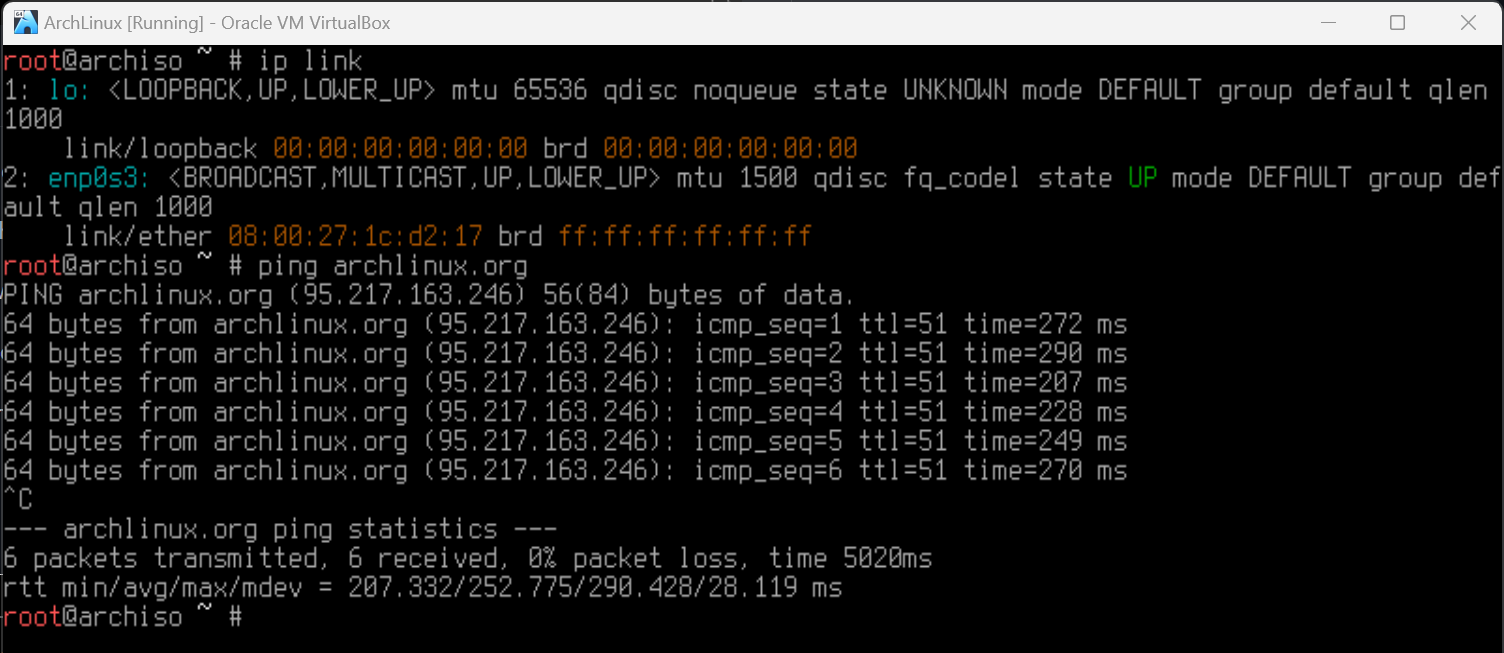 ArchLinux [Running] - Oracle VM VirtualBox
root@archiso ~ # ip link
1: lo: <LOOPBACK,UP,LOWER_UP> mtu 65536 qdisc noqueue state UNKNOWN mode DEFAULT group default qlen
1000
    link/loopback 00:00:00:00:00:00 brd 00:00:00:00:00:00
2: enp0s3: <BROADCAST,MULTICAST,UP,LOWER_UP> mtu 1500 qdisc fq_codel state UP mode DEFAULT group def
ault qlen 1000
    link/ether 08:00:27:1c:d2:17 brd ff:ff:ff:ff:ff:ff
root@archiso ~ # ping archlinux.org
PING archlinux.org (95.217.163.246) 56(84) bytes of data.
64 bytes from archlinux.org (95.217.163.246): icmp_seq=1 ttl=51 time=272 ms
64 bytes from archlinux.org (95.217.163.246): icmp_seq=2 ttl=51 time=290 ms
64 bytes from archlinux.org (95.217.163.246): icmp_seq=3 ttl=51 time=207 ms
64 bytes from archlinux.org (95.217.163.246): icmp_seq=4 ttl=51 time=228 ms
64 bytes from archlinux.org (95.217.163.246): icmp_seq=5 ttl=51 time=249 ms
64 bytes from archlinux.org (95.217.163.246): icmp_seq=6 ttl=51 time=270 ms
^C
--- archlinux.org ping statistics ---
6 packets transmitted, 6 received, 0% packet loss, time 5020ms
rtt min/avg/max/mdev = 207.332/252.775/290.428/28.119 ms
root@archiso ~ #